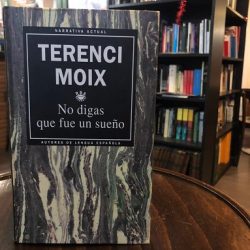 NARRATIVA ACTUAL
TERENCI
MOIX
No digas
que fue un sueño
AUTORES DE LENGUA ESPAÑOLA